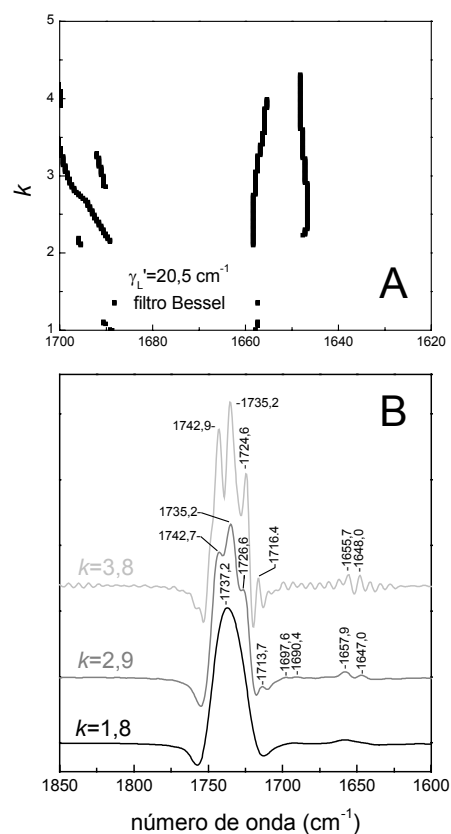 5
4
k
3
2
γL'=20,5 cm-1
A
filtro Bessel
1
1700 1680 1660 1640 1620
B
-1735,2
1742,9-
-1724,6
1735,2
1742,7
-1726,6
-1737,2
-1716.4
-1655,7
-1648,0
k=3,8
-1713,7
-1697,6
-1690,4
-1657,9
-1647,0
k=2,9
k=1,8
1850 1800 1750 1700 1650 1600
número de onda (cm-1)